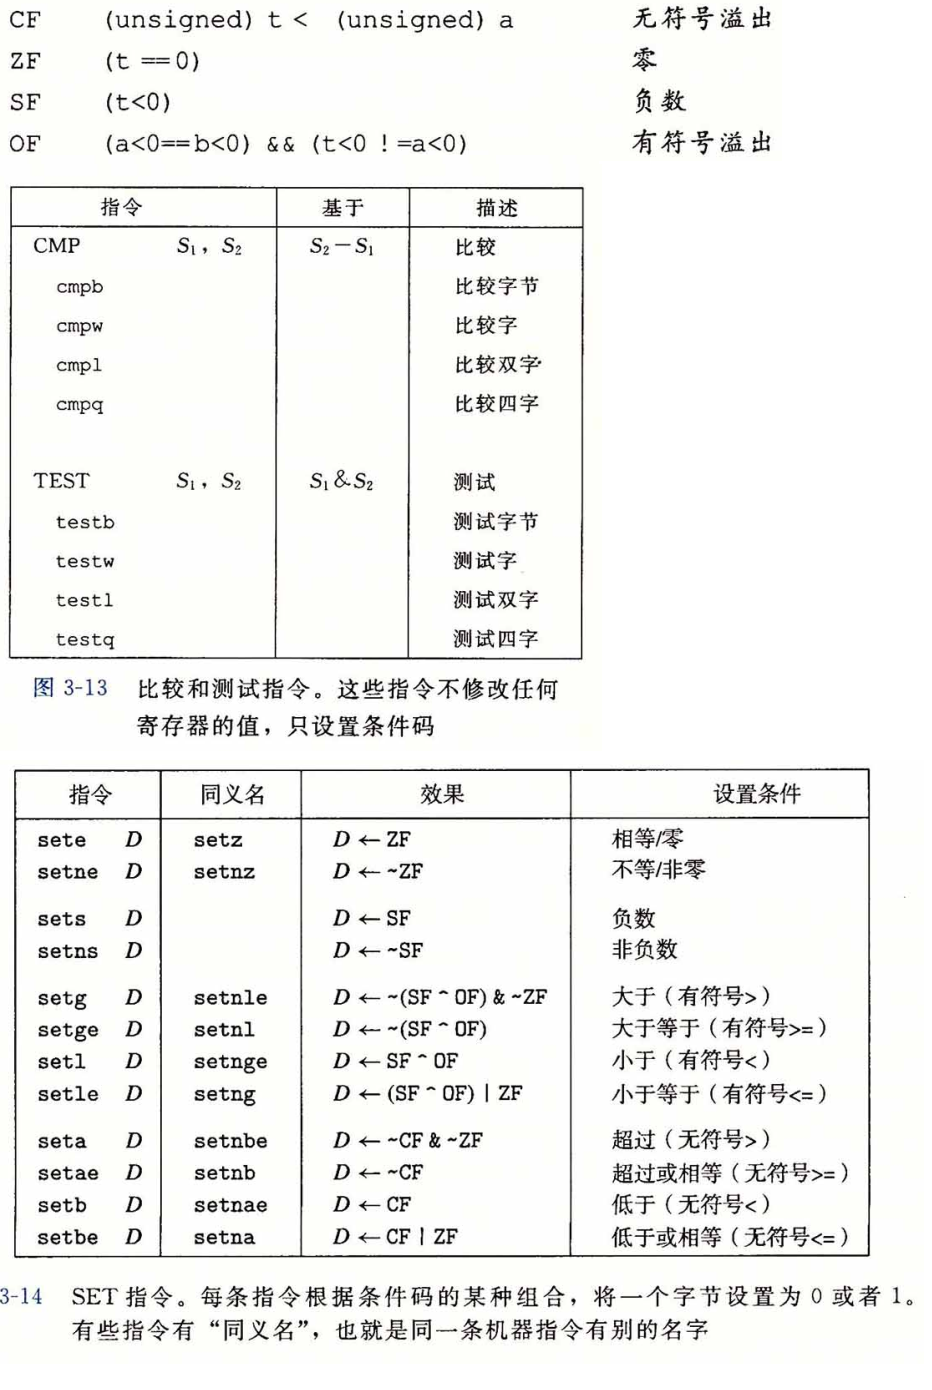 CF (unsigned) t < (unsigned) a 无符号溢出
ZF (t ==0) 零
SF (t<0) 负数
OF (a<0==b<0) && (t<0 !=a<0) 有符号溢出
指令 基于 描述
CMP S₁，S₂ S₂－S₁ 比较
cmpb 比较字节
cmpw 比较字
cmpl 比较双字
cmpq 比较四字
TEST S₁，S₂ S₁&S₂ 测试
testb 测试字节
testw 测试字
testl 测试双字
testq 测试四字
图 3-13 比较和测试指令。这些指令不修改任何
寄存器的值，只设置条件码
指令 同义名 效果 设置条件
sete D setz D ← ZF 相等/零
setne D setnz D ← ~ZF 不等/非零
sets D D ← SF 负数
setns D D ← ~SF 非负数
setg D setnle D ← ~(SF ^ OF) & ~ZF 大于（有符号>）
setge D setnl D ← ~(SF ^ OF) 大于等于（有符号>=）
setl D setnge D ← SF ^ OF 小于（有符号<）
setle D setng D ← (SF ^ OF) | ZF 小于等于（有符号<=）
seta D setnbe D ← ~CF & ~ZF 超过（无符号>）
setae D setnb D ← ~CF 超过或相等（无符号>=）
setb D setnae D ← CF 低于（无符号<）
setbe D setna D ← CF | ZF 低于或相等（无符号<=）
3-14 SET 指令。每条指令根据条件码的某种组合，将一个字节设置为 0 或者 1。
有些指令有“同义名”，也就是同一条机器指令有别的名字